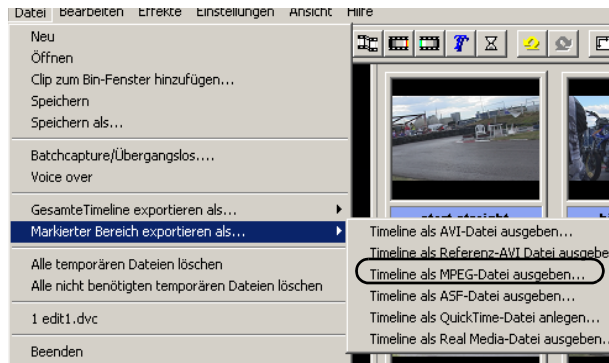 Datei Bearbeiten Effekte Einstellungen Ansicht Hilfe
Neu
Öffnen
Clip zum Bin-Fenster hinzufügen...
Speichern
Speichern als...
Batchcapture/Übergangslos....
Voice over
GesamteTimeline exportieren als...
Markierter Bereich exportieren als...
Alle temporären Dateien löschen
Alle nicht benötigten temporären Dateien löschen
1 edit1.dvc
Beenden
start straight
Timeline als AVI-Datei ausgeben...
Timeline als Referenz-AVI Datei ausgebe
Timeline als MPEG-Datei ausgeben...
Timeline als ASF-Datei ausgeben...
Timeline als QuickTime-Datei anlegen...
Timeline als Real Media-Datei ausgeben..